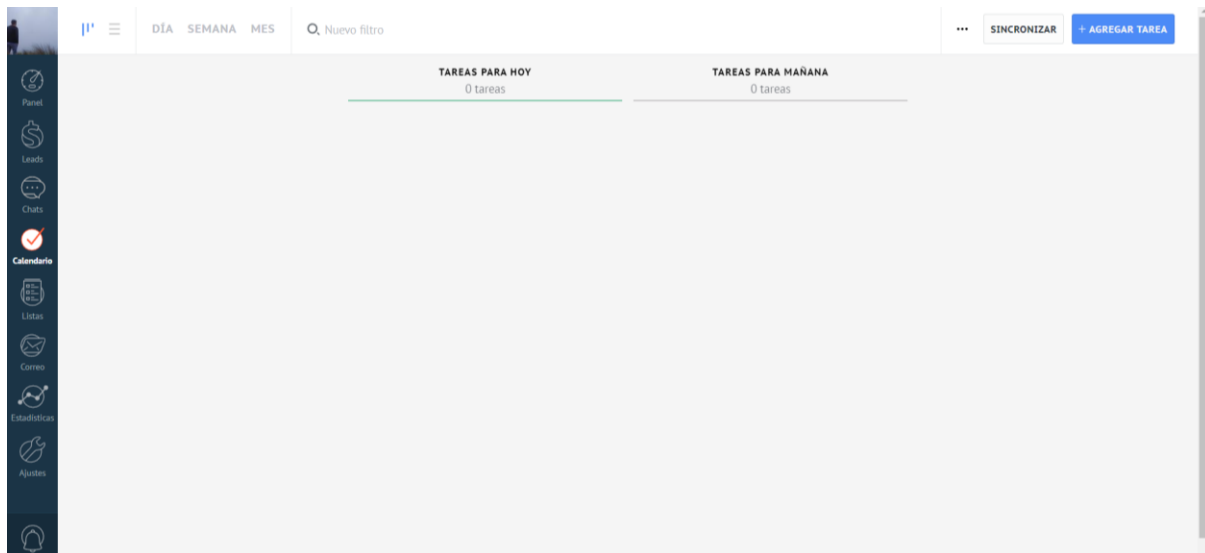 DÍA SEMANA MES Nuevo filtro ... SINCRONIZAR + AGREGAR TAREA
TAREAS PARA HOY
0 tareas
TAREAS PARA MAÑANA
0 tareas
Panel
Leads
Chats
Calendario
Listas
Correo
Estadísticas
Ajustes